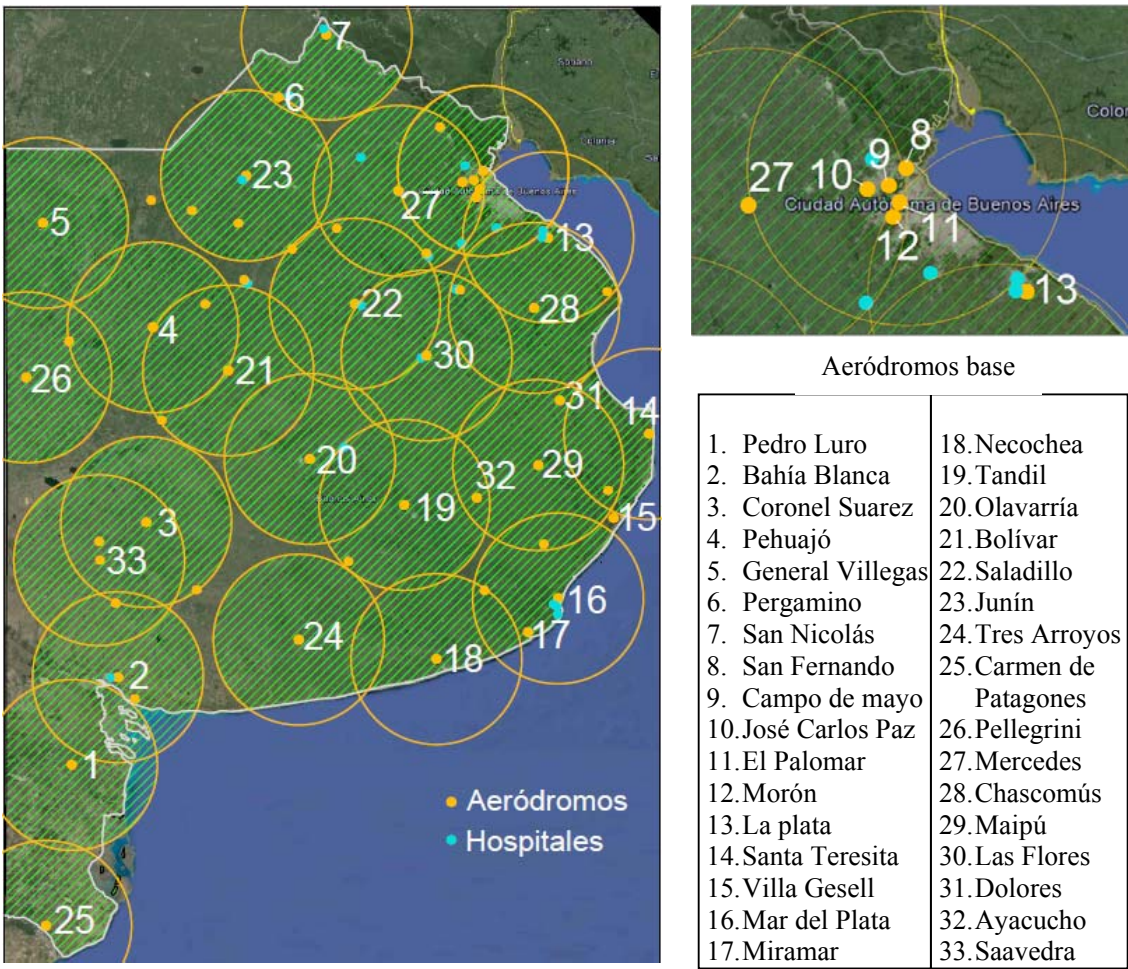 7
6
23
5
27
13
22
28
4
21
30
26
31
14
20
32
29
19
15
3
33
16
24
17
18
2
1
Aeródromos
Hospitales
25
8
9
10
27
Ciudad Autónoma de Buenos Aires
11
12
13
Aeródromos base
1. Pedro Luro
2. Bahía Blanca
3. Coronel Suarez
4. Pehuajó
5. General Villegas
6. Pergamino
7. San Nicolás
8. San Fernando
9. Campo de mayo
10. José Carlos Paz
11. El Palomar
12. Morón
13. La plata
14. Santa Teresita
15. Villa Gesell
16. Mar del Plata
17. Miramar
18. Necochea
19. Tandil
20. Olavarría
21. Bolívar
22. Saladillo
23. Junín
24. Tres Arroyos
25. Carmen de
Patagones
26. Pellegrini
27. Mercedes
28. Chascomús
29. Maipú
30. Las Flores
31. Dolores
32. Ayacucho
33. Saavedra